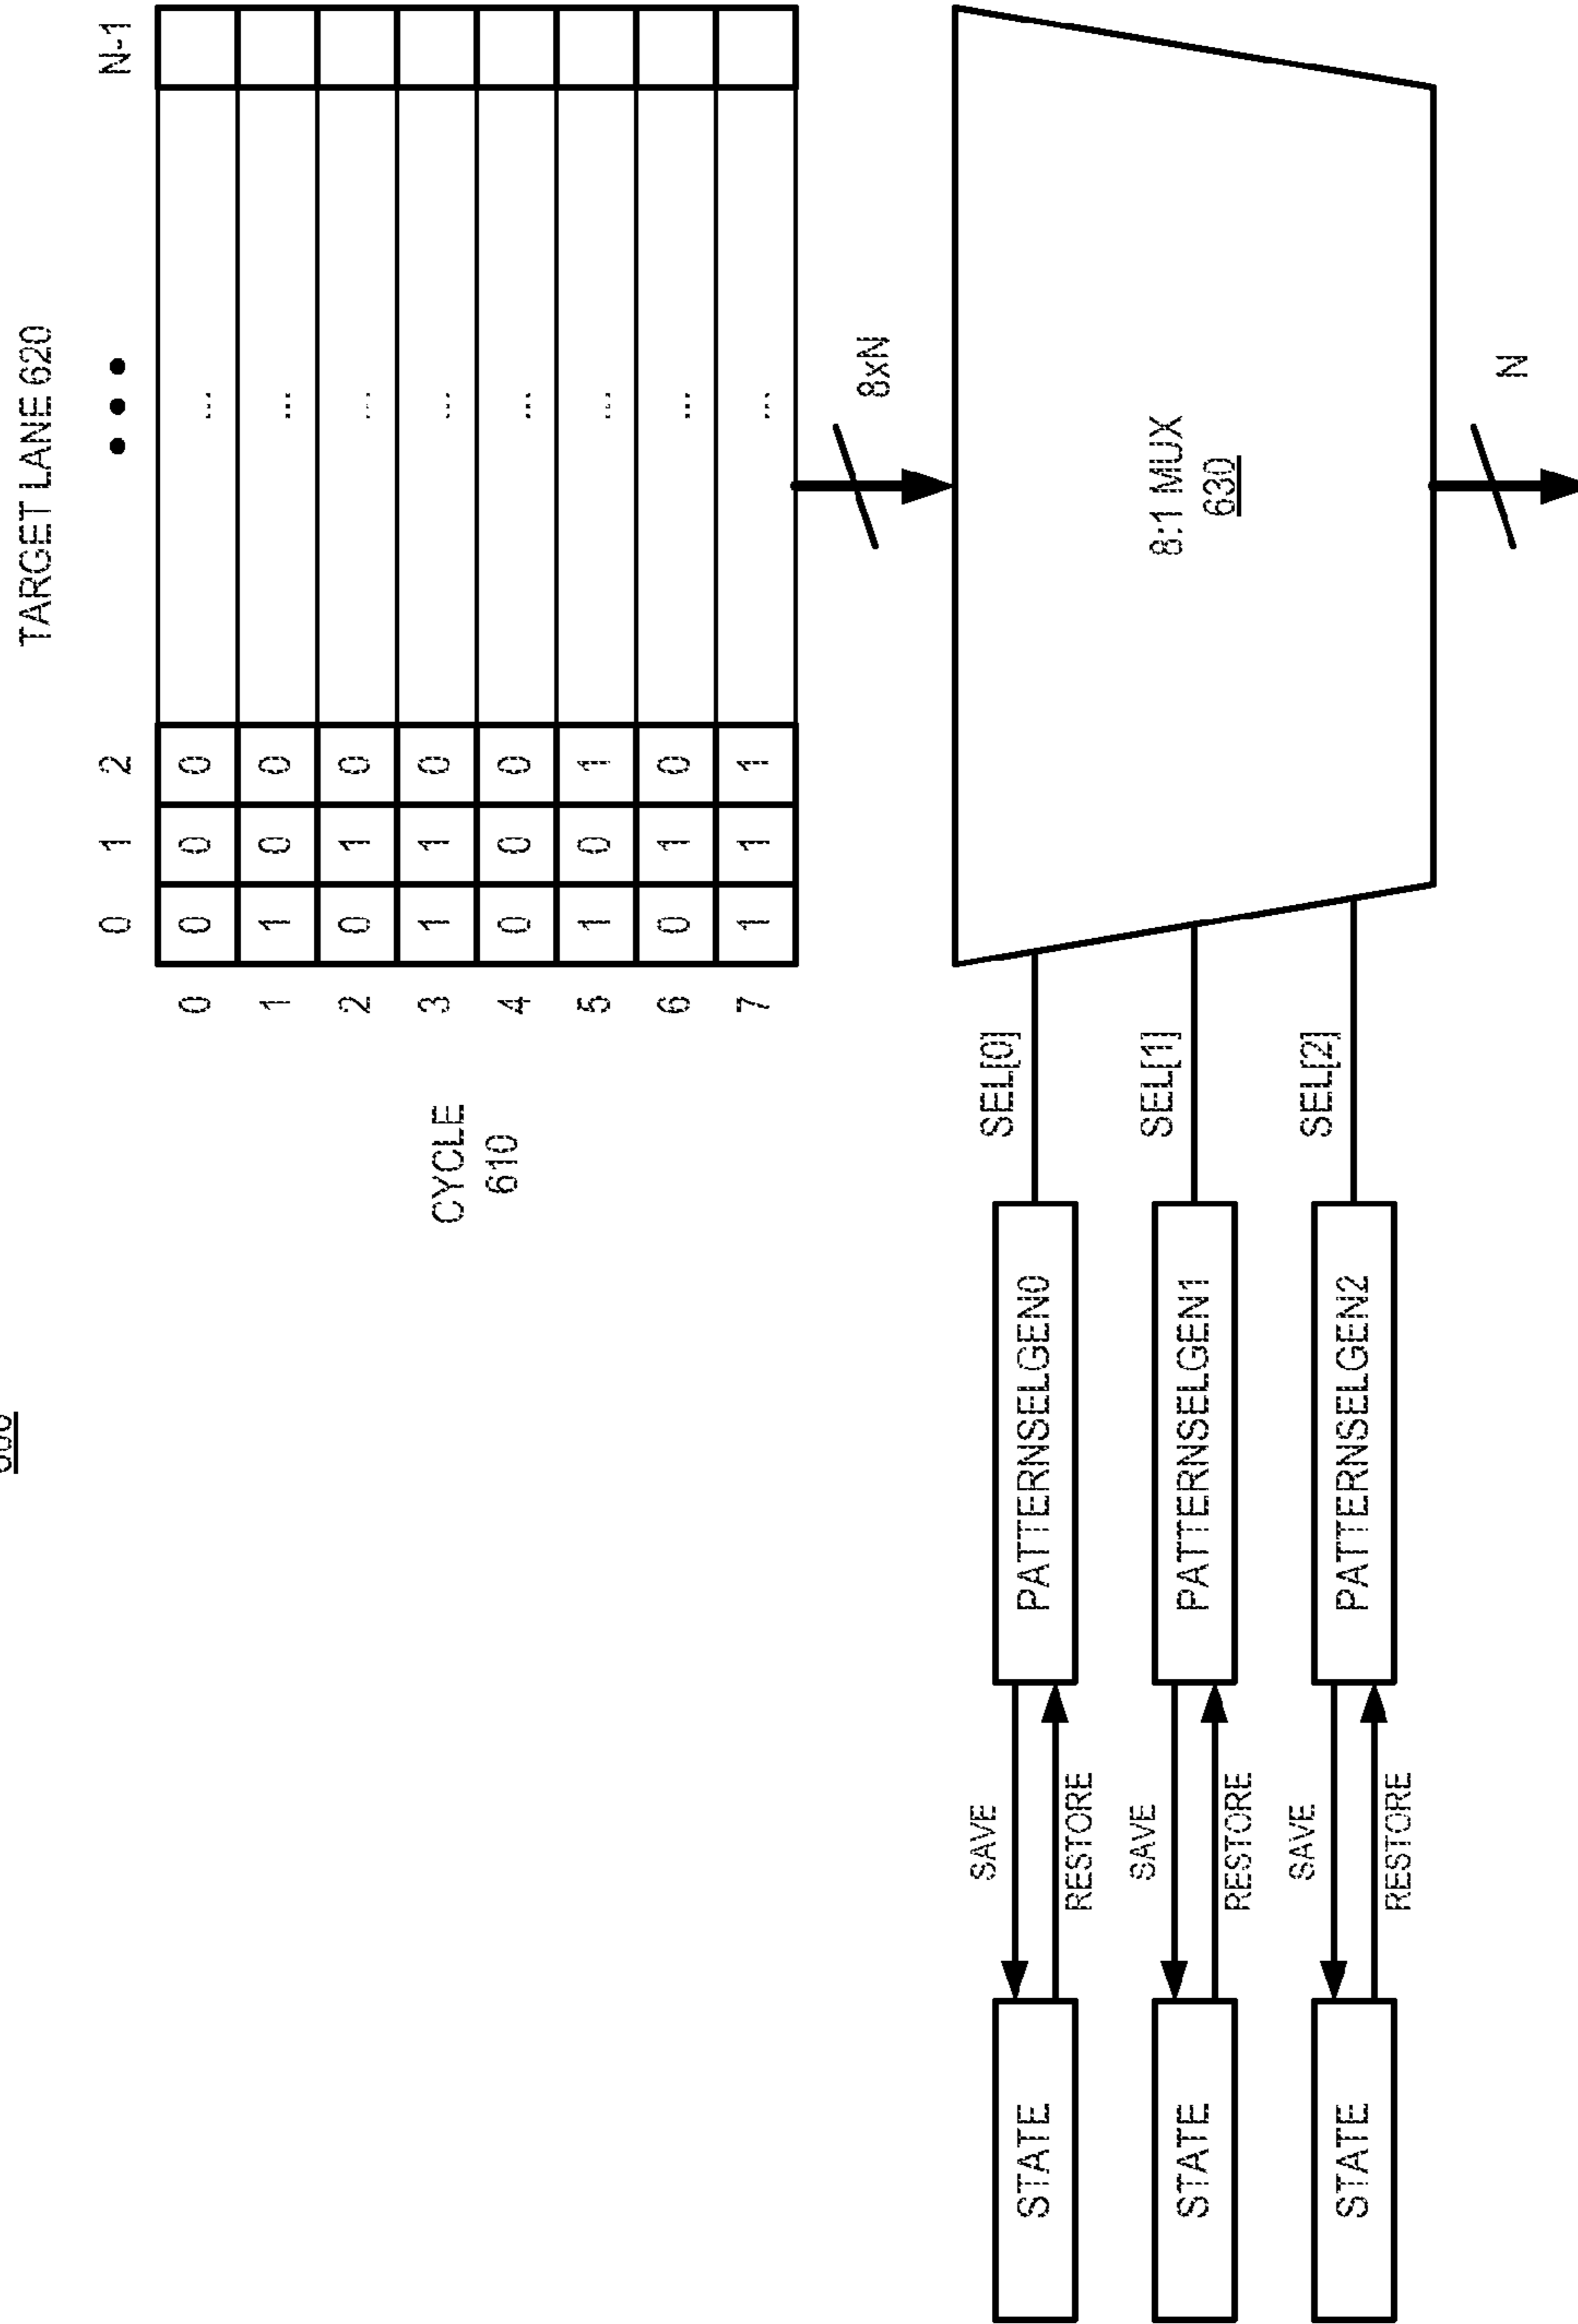 TARGET LANE 620
0 1 2 • • • N-1
0 0 0 0 ...
1 1 0 0 ...
2 0 1 0 ...
3 1 1 0 ...
4 0 0 0 ...
5 1 0 1 ...
6 0 1 0 ...
7 1 1 1 ...
CYCLE
610
8xN
8:1 MUX
630
N
STATE
SAVE
RESTORE
PATTERNSELGEN0
SEL[0]
STATE
SAVE
RESTORE
PATTERNSELGEN1
SEL[1]
STATE
SAVE
RESTORE
PATTERNSELGEN2
SEL[2]